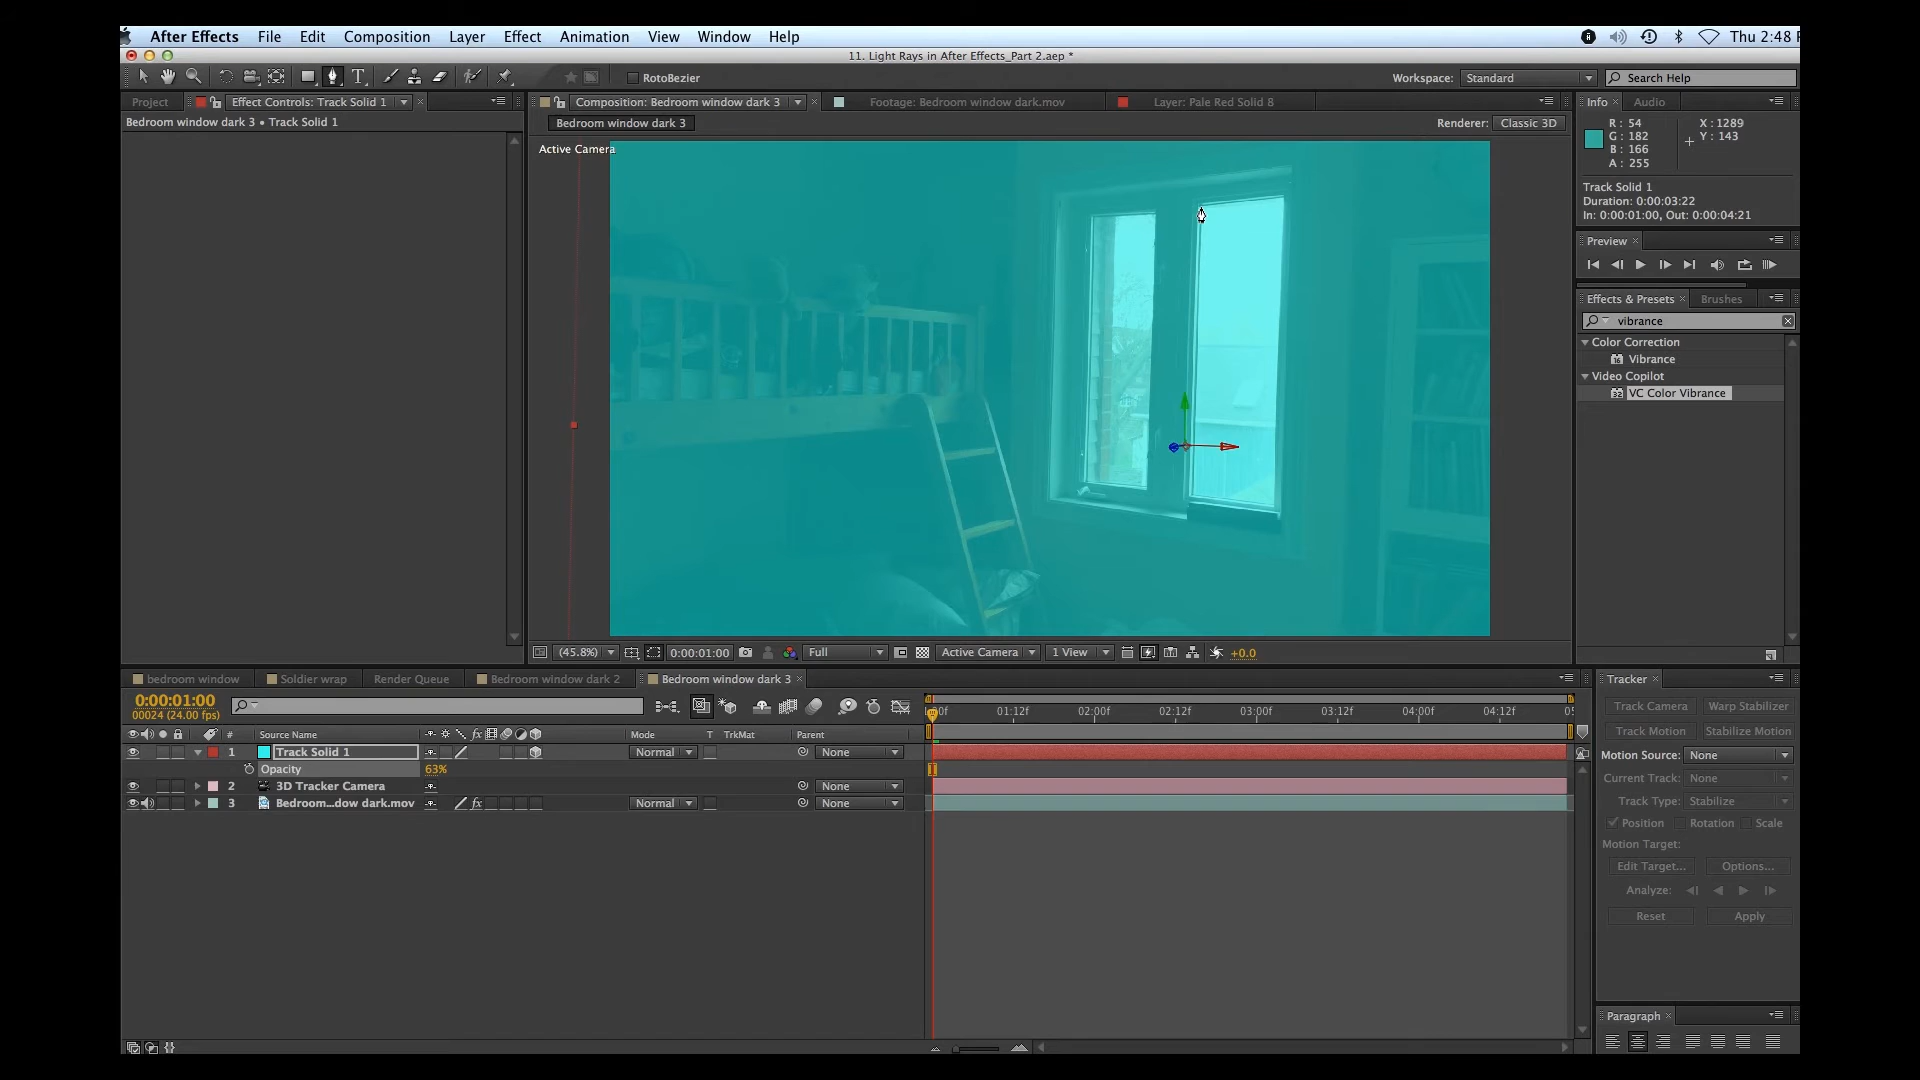 After Effects File Edit Composition Layer Effect Animation View Window Help Thu 2:48
11. Light Rays in After Effects_Part 2.aep *
RotoBezier
Workspace: Standard
Search Help
Project
Effect Controls: Track Solid 1
Composition: Bedroom window dark 3
Footage: Bedroom window dark.mov
Layer: Pale Red Solid 8
Info
Audio
Bedroom window dark 3 • Track Solid 1
Bedroom window dark 3
Renderer: Classic 3D
R : 54
G : 182
B : 166
A : 255
X : 1289
Y : 143
Active Camera
Track Solid 1
Duration: 0:00:03:22
In: 0:00:01:00, Out: 0:00:04:21
Preview
Effects & Presets
Brushes
vibrance
Color Correction
Vibrance
Video Copilot
VC Color Vibrance
(45.8%)
0:00:01:00
Full
Active Camera
1 View
+0.0
bedroom window
Soldier wrap
Render Queue
Bedroom window dark 2
Bedroom window dark 3
0:00:01:00
00024 (24.00 fps)
01:12f 02:00f 02:12f 03:00f 03:12f 04:00f 04:12f
# Source Name Mode T TrkMat Parent
1 Track Solid 1 Normal None
Opacity 63%
2 3D Tracker Camera None
3 Bedroom...dow dark.mov Normal None
Tracker
Track Camera Warp Stabilizer
Track Motion Stabilize Motion
Motion Source: None
Current Track: None
Track Type: Stabilize
Position Rotation Scale
Motion Target:
Edit Target... Options...
Analyze:
Reset Apply
Paragraph